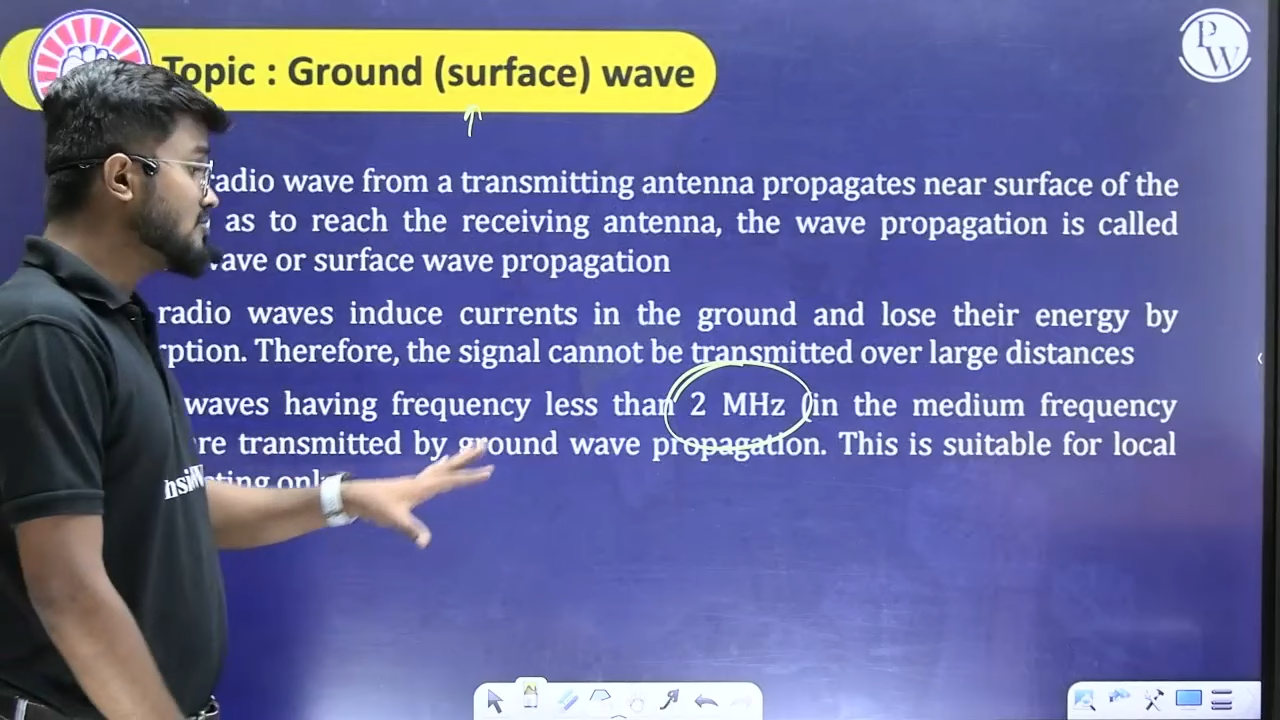 Topic : Ground (surface) wave
PW
radio wave from a transmitting antenna propagates near surface of the
as to reach the receiving antenna, the wave propagation is called
wave or surface wave propagation
radio waves induce currents in the ground and lose their energy by
rption. Therefore, the signal cannot be transmitted over large distances
waves having frequency less than 2 MHz (in the medium frequency
re transmitted by ground wave propagation. This is suitable for local
sting only